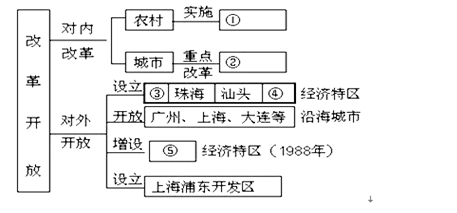 改革开放
对内改革
农村 实施 ①
城市 重点改革 ②
对外开放
设立 ③ 珠海 汕头 ④ 经济特区
开放 广州、上海、大连等 沿海城市
增设 ⑤ 经济特区（1988年）
设立 上海浦东开发区